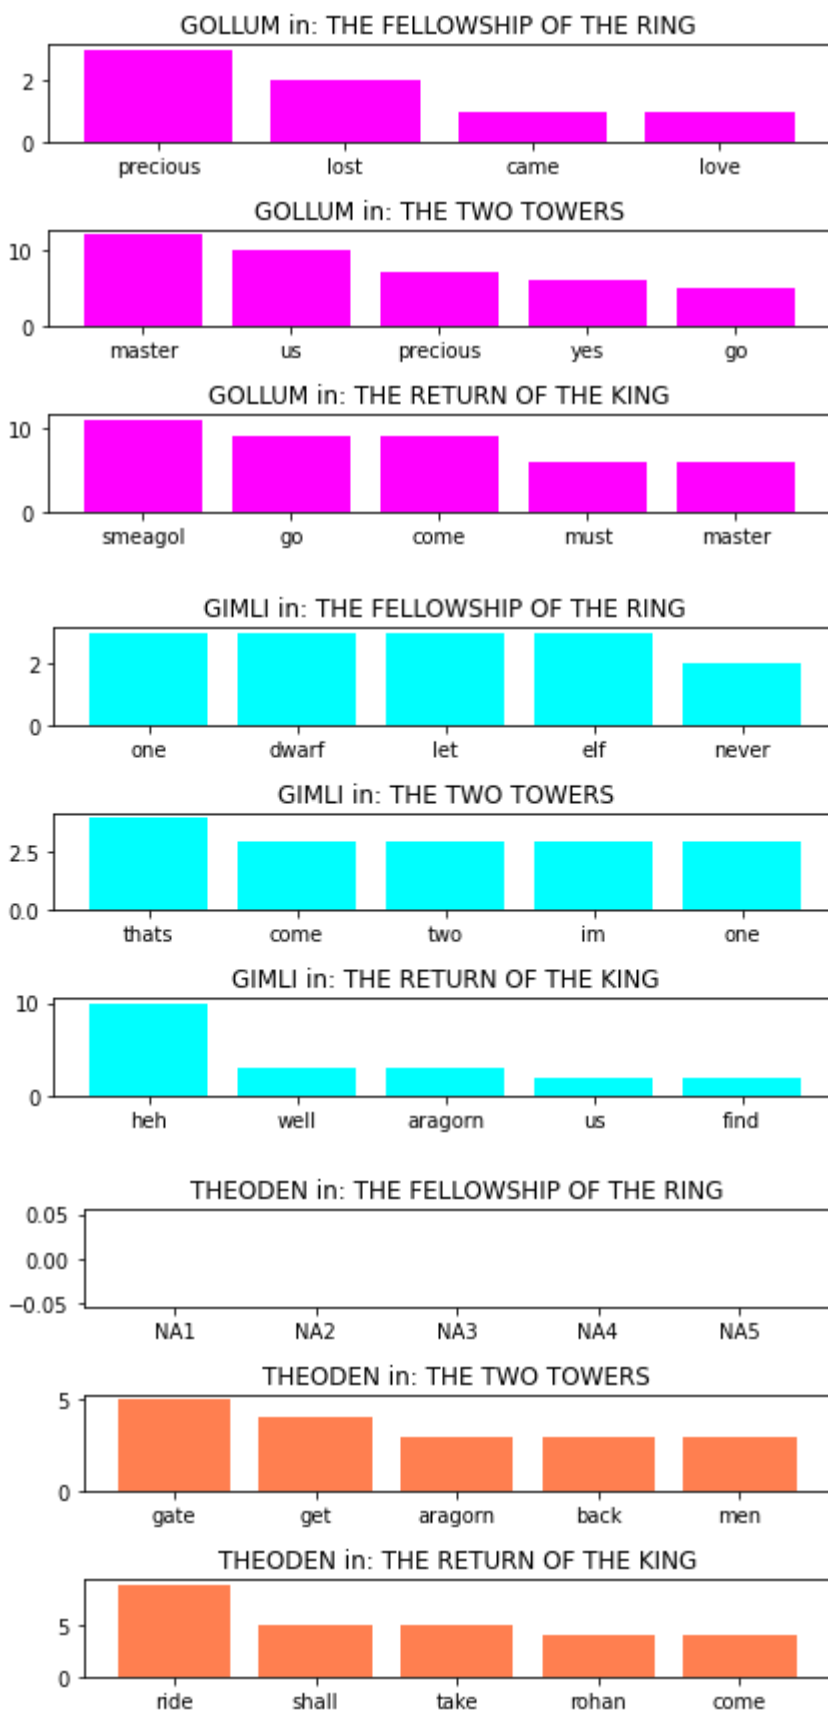 GOLLUM in: THE FELLOWSHIP OF THE RING
2
0
precious lost came love
GOLLUM in: THE TWO TOWERS
10
0
master us precious yes go
GOLLUM in: THE RETURN OF THE KING
10
0
smeagol go come must master
GIMLI in: THE FELLOWSHIP OF THE RING
2
0
one dwarf let elf never
GIMLI in: THE TWO TOWERS
2.5
0.0
thats come two im one
GIMLI in: THE RETURN OF THE KING
10
0
heh well aragorn us find
THEODEN in: THE FELLOWSHIP OF THE RING
0.05
0.00
−0.05
NA1 NA2 NA3 NA4 NA5
THEODEN in: THE TWO TOWERS
5
0
gate get aragorn back men
THEODEN in: THE RETURN OF THE KING
5
0
ride shall take rohan come